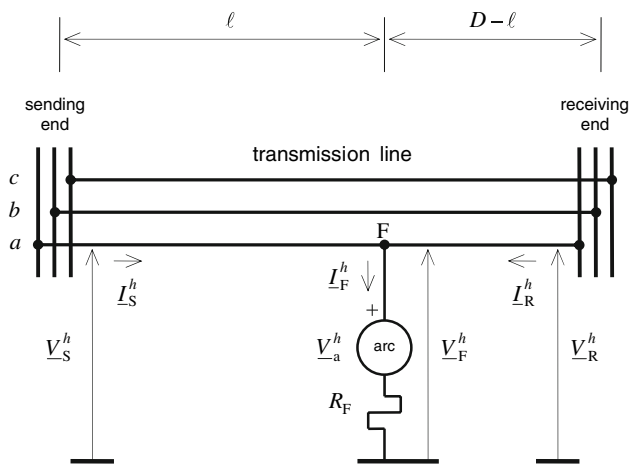 ℓ
D – ℓ
sending
end
receiving
end
transmission line
c
b
a
F
I_S^h
I_F^h
I_R^h
+
V_S^h
V_a^h
arc
V_F^h
V_R^h
R_F